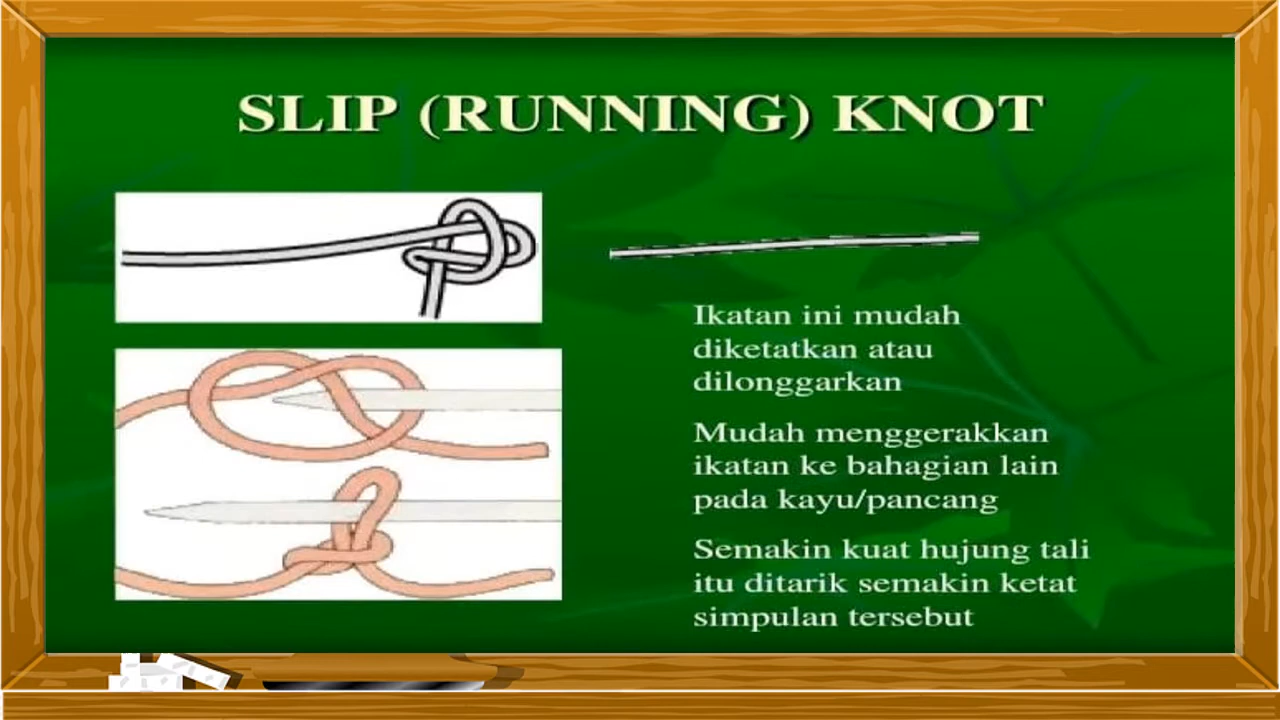 SLIP (RUNNING) KNOT
Ikatan ini mudah
diketatkan atau
dilonggarkan
Mudah menggerakkan
ikatan ke bahagian lain
pada kayu/pancang
Semakin kuat hujung tali
itu ditarik semakin ketat
simpulan tersebut